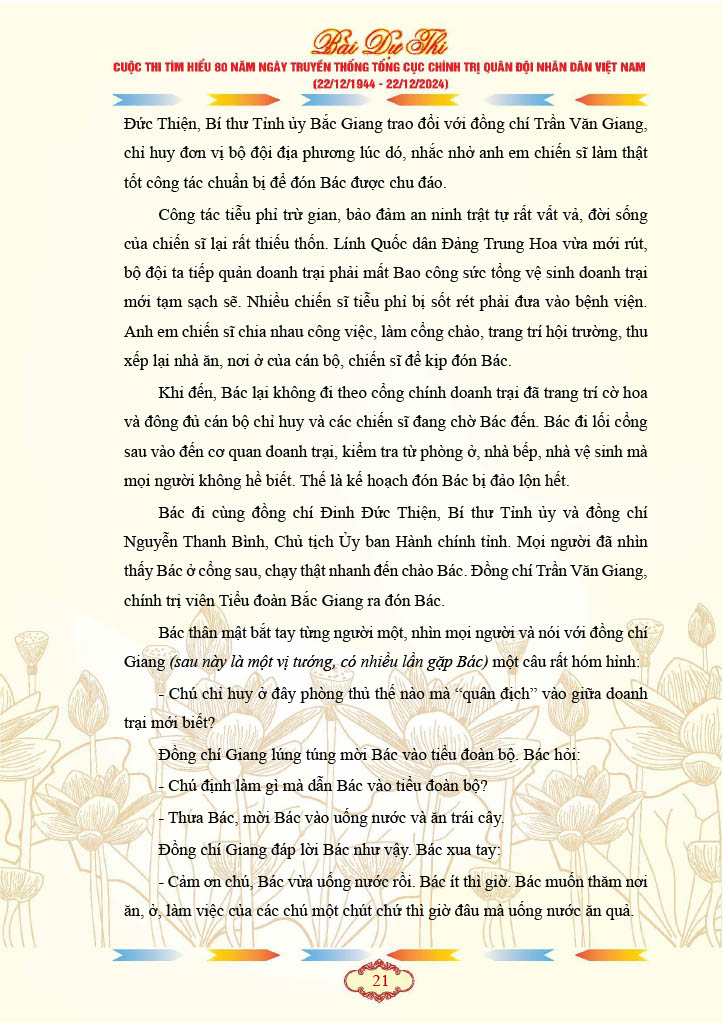 Bài Dự Thi
CUỘC THI TÌM HIỂU 80 NĂM NGÀY TRUYỀN THỐNG TỔNG CỤC CHÍNH TRỊ QUÂN ĐỘI NHÂN DÂN VIỆT NAM
(22/12/1944 - 22/12/2024)
Đức Thiện, Bí thư Tỉnh ủy Bắc Giang trao đổi với đồng chí Trần Văn Giang,
chỉ huy đơn vị bộ đội địa phương lúc dó, nhắc nhở anh em chiến sĩ làm thật
tốt công tác chuẩn bị để đón Bác được chu đáo.
Công tác tiễu phỉ trừ gian, bảo đảm an ninh trật tự rất vất vả, đời sống
của chiến sĩ lại rất thiếu thốn. Lính Quốc dân Đảng Trung Hoa vừa mới rút,
bộ đội ta tiếp quản doanh trại phải mất Bao công sức tổng vệ sinh doanh trại
mới tạm sạch sẽ. Nhiều chiến sĩ tiễu phỉ bị sốt rét phải đưa vào bệnh viện.
Anh em chiến sĩ chia nhau công việc, làm cổng chào, trang trí hội trường, thu
xếp lại nhà ăn, nơi ở của cán bộ, chiến sĩ để kịp đón Bác.
Khi đến, Bác lại không đi theo cổng chính doanh trại đã trang trí cờ hoa
và đông đủ cán bộ chỉ huy và các chiến sĩ đang chờ Bác đến. Bác đi lối cổng
sau vào đến cơ quan doanh trại, kiểm tra từ phòng ở, nhà bếp, nhà vệ sinh mà
mọi người không hề biết. Thế là kế hoạch đón Bác bị đảo lộn hết.
Bác đi cùng đồng chí Đinh Đức Thiện, Bí thư Tỉnh ủy và đồng chí
Nguyễn Thanh Bình, Chủ tịch Ủy ban Hành chính tỉnh. Mọi người đã nhìn
thấy Bác ở cổng sau, chạy thật nhanh đến chào Bác. Đồng chí Trần Văn Giang,
chính trị viên Tiểu đoàn Bắc Giang ra đón Bác.
Bác thân mật bắt tay từng người một, nhìn mọi người và nói với đồng chí
Giang (sau này là một vị tướng, có nhiều lần gặp Bác) một câu rất hóm hỉnh:
- Chú chỉ huy ở đây phòng thủ thế nào mà “quân địch” vào giữa doanh
trại mới biết?
Đồng chí Giang lúng túng mời Bác vào tiểu đoàn bộ. Bác hỏi:
- Chú định làm gì mà dẫn Bác vào tiểu đoàn bộ?
- Thưa Bác, mời Bác vào uống nước và ăn trái cây.
Đồng chí Giang đáp lời Bác như vậy. Bác xua tay:
- Cảm ơn chú, Bác vừa uống nước rồi. Bác ít thì giờ. Bác muốn thăm nơi
ăn, ở, làm việc của các chú một chút chứ thì giờ đâu mà uống nước ăn quả.
21